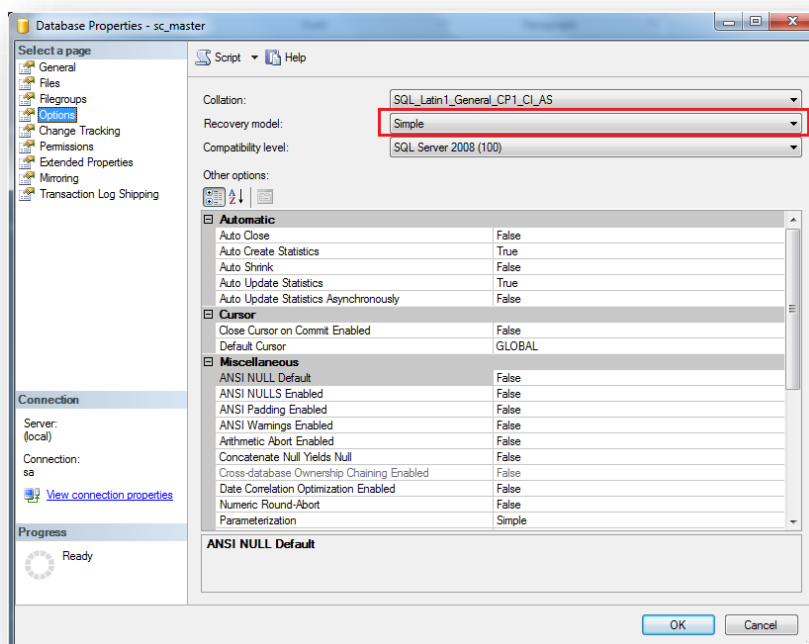 Database Properties - sc_master
Select a page
General
Files
Filegroups
Options
Change Tracking
Permissions
Extended Properties
Mirroring
Transaction Log Shipping
Connection
Server:
(local)
Connection:
sa
View connection properties
Progress
Ready
Script Help
Collation: SQL_Latin1_General_CP1_CI_AS
Recovery model: Simple
Compatibility level: SQL Server 2008 (100)
Other options:
Automatic
Auto Close False
Auto Create Statistics True
Auto Shrink False
Auto Update Statistics True
Auto Update Statistics Asynchronously False
Cursor
Close Cursor on Commit Enabled False
Default Cursor GLOBAL
Miscellaneous
ANSI NULL Default False
ANSI NULLS Enabled False
ANSI Padding Enabled False
ANSI Warnings Enabled False
Arithmetic Abort Enabled False
Concatenate Null Yields Null False
Cross-database Ownership Chaining Enabled False
Date Correlation Optimization Enabled False
Numeric Round-Abort False
Parameterization Simple
ANSI NULL Default
OK Cancel